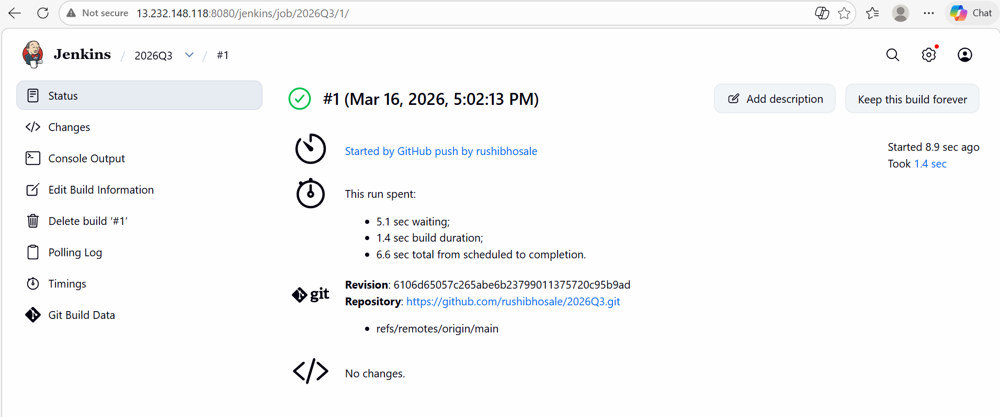 Not secure 13.232.148.118:8080/jenkins/job/2026Q3/1/
Chat
Jenkins / 2026Q3 / #1
Status
Changes
Console Output
Edit Build Information
Delete build ‘#1’
Polling Log
Timings
Git Build Data
#1 (Mar 16, 2026, 5:02:13 PM)
Add description
Keep this build forever
Started by GitHub push by rushibhosale
Started 8.9 sec ago
Took 1.4 sec
This run spent:
• 5.1 sec waiting;
• 1.4 sec build duration;
• 6.6 sec total from scheduled to completion.
git
Revision: 6106d65057c265abe6b23799011375720c95b9ad
Repository: https://github.com/rushibhosale/2026Q3.git
• refs/remotes/origin/main
No changes.